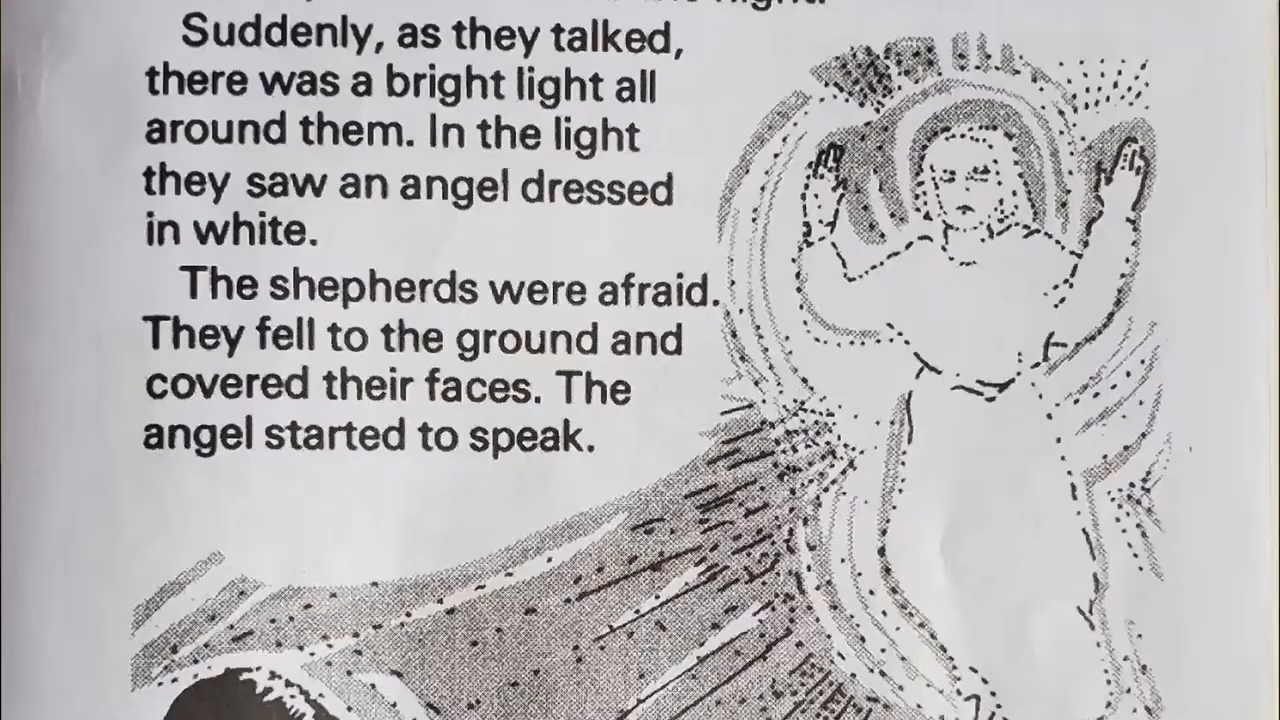 Suddenly, as they talked,
there was a bright light all
around them. In the light
they saw an angel dressed
in white.
The shepherds were afraid.
They fell to the ground and
covered their faces. The
angel started to speak.